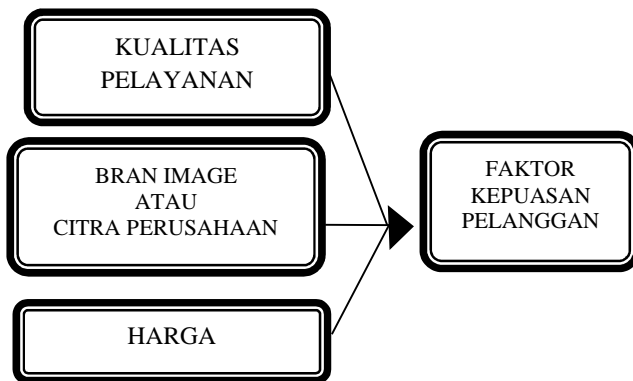 KUALITAS
PELAYANAN
BRAN IMAGE
ATAU
CITRA PERUSAHAAN
HARGA
FAKTOR
KEPUASAN
PELANGGAN